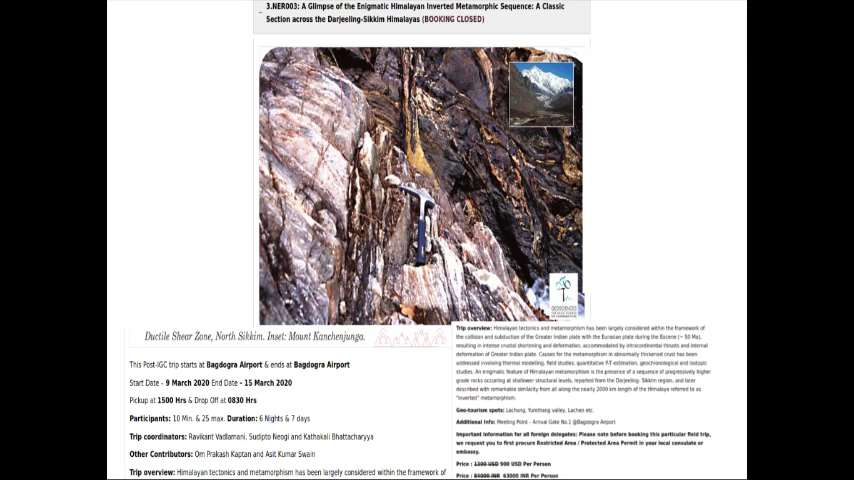 3.NER003: A Glimpse of the Enigmatic Himalayan Inverted Metamorphic Sequence: A Classic
Section across the Darjeeling-Sikkim Himalayas (BOOKING CLOSED)
Ductile Shear Zone, North Sikkim. Inset: Mount Kanchenjunga.
This Post-IGC trip starts at Bagdogra Airport & ends at Bagdogra Airport
Start Date - 9 March 2020 End Date - 15 March 2020
Pickup at 1500 Hrs & Drop Off at 0830 Hrs
Participants: 10 Min. & 25 max. Duration: 6 Nights & 7 days
Trip coordinators: Ravikant Vadlamani, Sudipto Neogi and Kathakali Bhattacharyya
Other Contributors: Om Prakash Kaptan and Asit Kumar Swain
Trip overview: Himalayan tectonics and metamorphism has been largely considered within the framework of
Trip overview: Himalayan tectonics and metamorphism has been largely considered within the framework of
the collision and subduction of the Greater Indian plate with the Eurasian plate during the Eocene (~ 50 Ma),
resulting in intense crustal shortening and deformation, accommodated by intracontinental thrusts and internal
deformation of Greater Indian plate. Causes for the metamorphism in abnormally thickened crust has been
addressed involving thermal modelling, field studies, quantitative P-T estimation, geochronological and isotopic
studies. An enigmatic feature of Himalayan metamorphism is the presence of a sequence of progressively higher
grade rocks occurring at shallower structural levels, reported from the Darjeeling- Sikkim region, and later
described with remarkable similarity from all along the nearly 2000 km length of the Himalaya referred to as
"inverted" metamorphism.
Geo-tourism spots: Lachung, Yumthang valley, Lachen etc.
Additional Info: Meeting Point - Arrival Gate No.1 @Bagdogra Airport
Important information for all foreign delegates: Please note before booking this particular field trip,
we request you to first procure Restricted Area / Protected Area Permit in your local consulate or
embassy.
Price : 1300 USD 900 USD Per Person
Price : 84000 INR 63000 INR Per Person